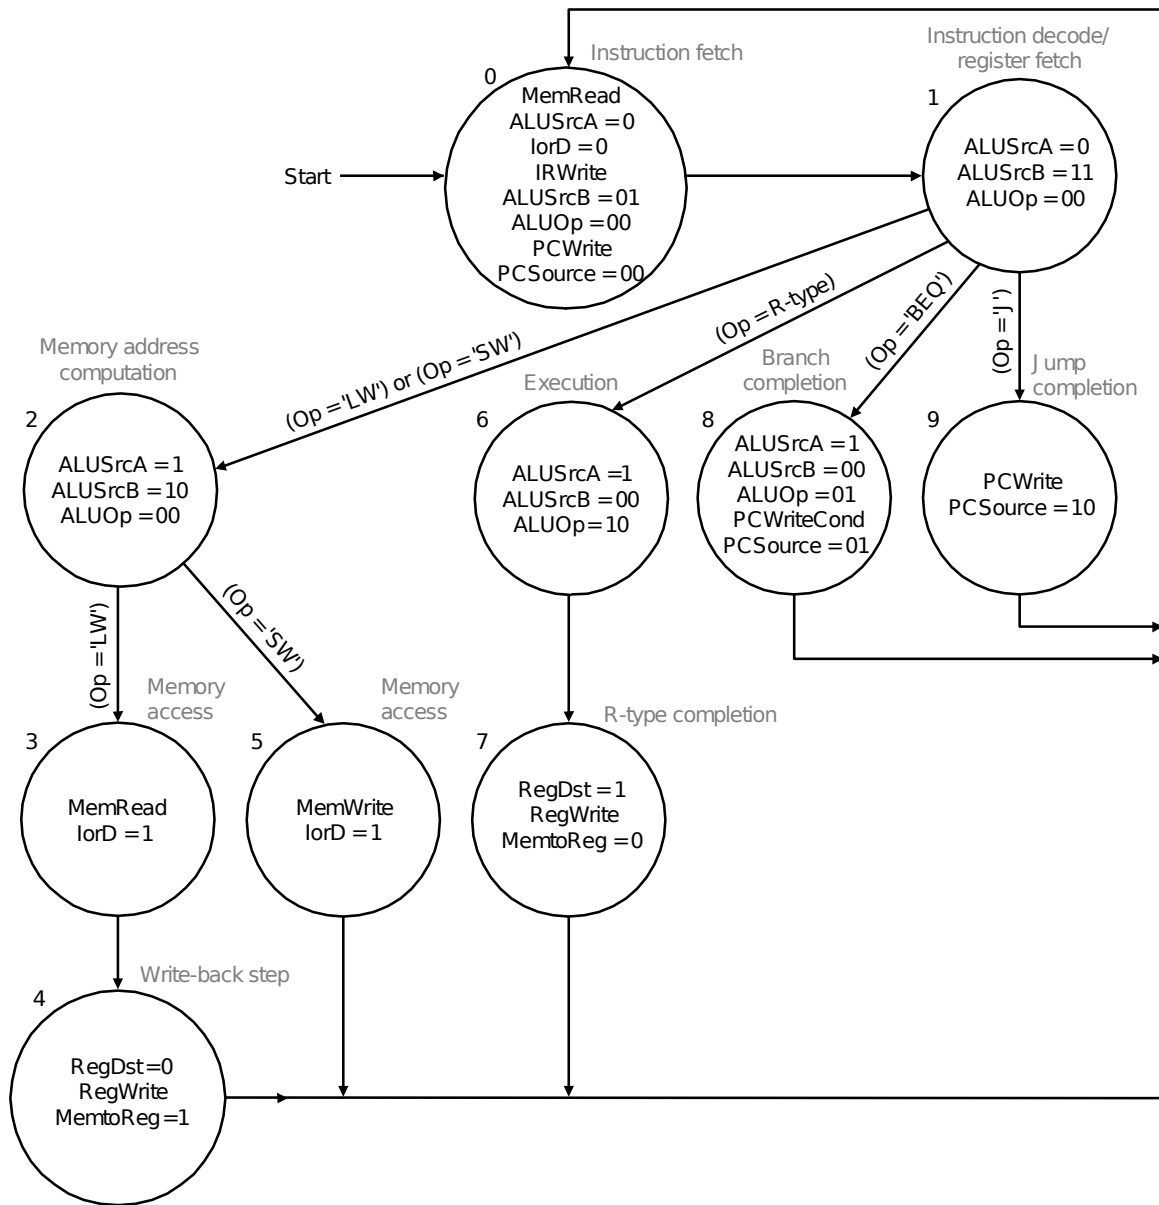 Instruction fetch
Instruction decode/
register fetch
0
MemRead
ALUSrcA = 0
IorD = 0
IRWrite
ALUSrcB = 01
ALUOp = 00
PCWrite
PCSource = 00
1
ALUSrcA = 0
ALUSrcB = 11
ALUOp = 00
Start
(Op = 'LW') or (Op = 'SW')
(Op = R-type)
(Op = 'BEQ')
(Op = 'J')
Memory address
computation
2
ALUSrcA = 1
ALUSrcB = 10
ALUOp = 00
Execution
6
ALUSrcA =1
ALUSrcB = 00
ALUOp = 10
Branch
completion
8
ALUSrcA = 1
ALUSrcB = 00
ALUOp = 01
PCWriteCond
PCSource = 01
Jump
completion
9
PCWrite
PCSource = 10
(Op = 'LW')
(Op = 'SW')
Memory
access
3
MemRead
IorD = 1
Memory
access
5
MemWrite
IorD = 1
R-type completion
7
RegDst = 1
RegWrite
MemtoReg = 0
Write-back step
4
RegDst = 0
RegWrite
MemtoReg = 1